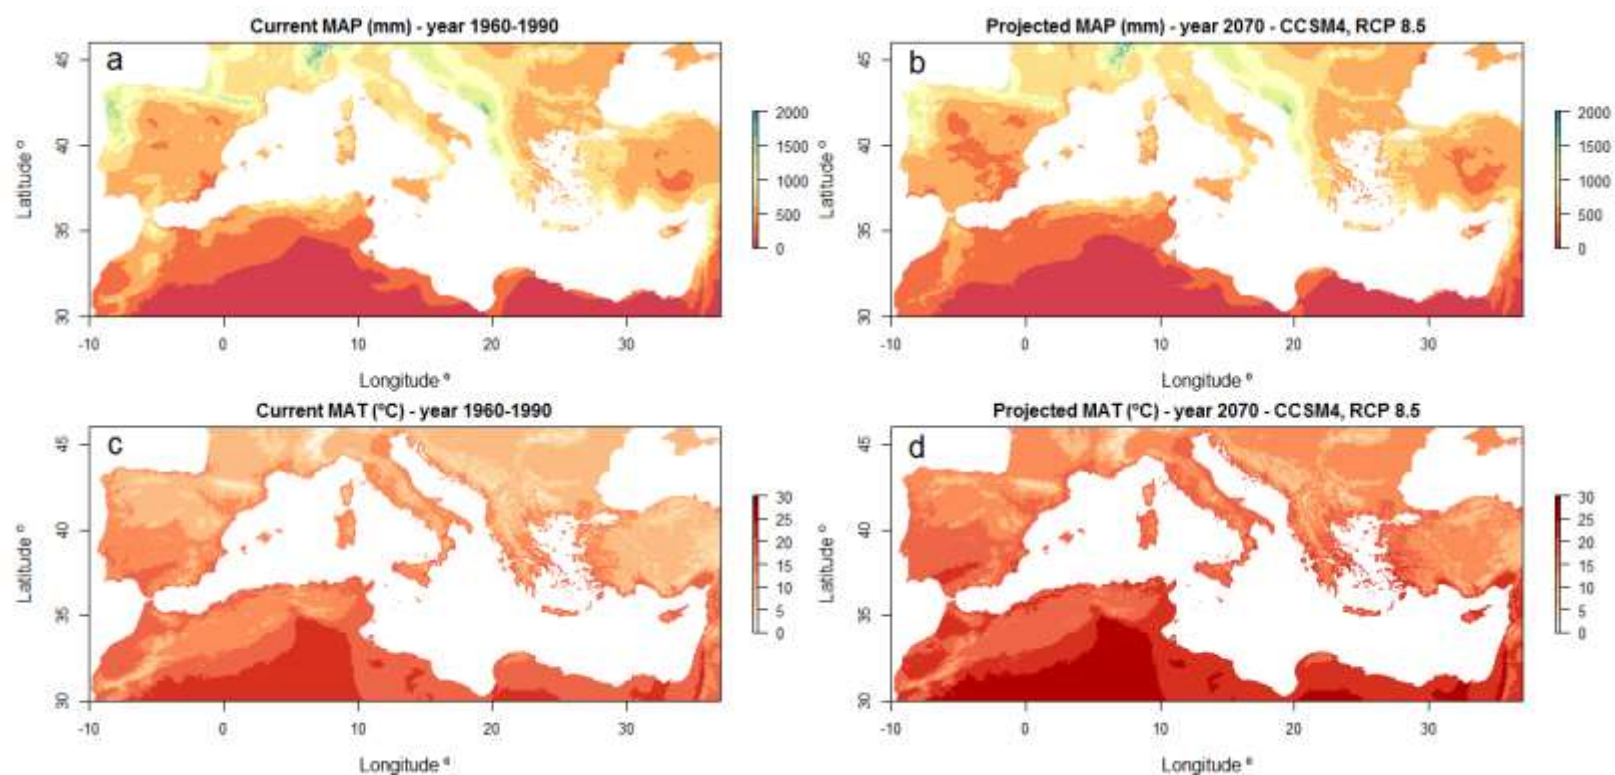 Current MAP (mm) - year 1960-1990
a
Latitude º
45
40
35
30
2000
1500
1000
500
0
-10 0 10 20 30
Longitude º
Projected MAP (mm) - year 2070 - CCSM4, RCP 8.5
b
Latitude º
45
40
35
30
2000
1500
1000
500
0
-10 0 10 20 30
Longitude º
Current MAT (ºC) - year 1960-1990
c
Latitude º
45
40
35
30
30
25
20
15
10
5
0
-10 0 10 20 30
Longitude º
Projected MAT (ºC) - year 2070 - CCSM4, RCP 8.5
d
Latitude º
45
40
35
30
30
25
20
15
10
5
0
-10 0 10 20 30
Longitude º